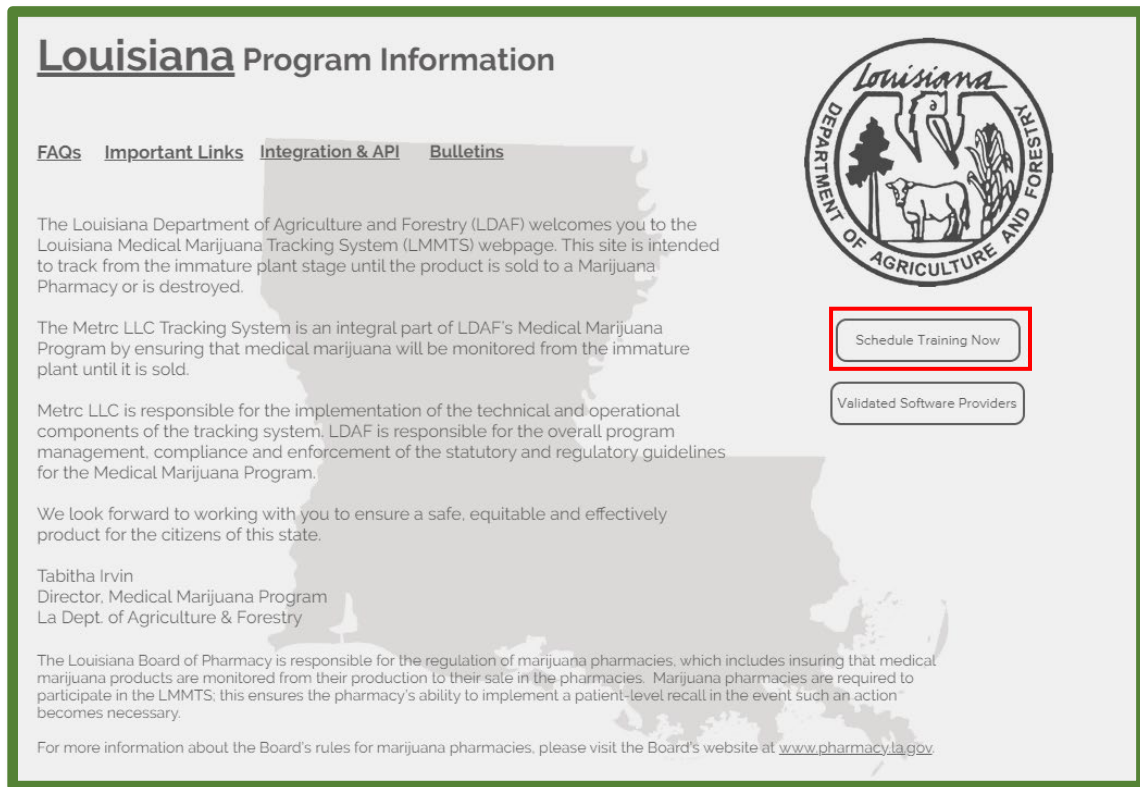 Louisiana Program Information
FAQs Important Links Integration & API Bulletins
The Louisiana Department of Agriculture and Forestry (LDAF) welcomes you to the
Louisiana Medical Marijuana Tracking System (LMMTS) webpage. This site is intended
to track from the immature plant stage until the product is sold to a Marijuana
Pharmacy or is destroyed.
The Metrc LLC Tracking System is an integral part of LDAF's Medical Marijuana
Program by ensuring that medical marijuana will be monitored from the immature
plant until it is sold.
Metrc LLC is responsible for the implementation of the technical and operational
components of the tracking system. LDAF is responsible for the overall program
management, compliance and enforcement of the statutory and regulatory guidelines
for the Medical Marijuana Program.
We look forward to working with you to ensure a safe, equitable and effectively
product for the citizens of this state.
Tabitha Irvin
Director, Medical Marijuana Program
La Dept. of Agriculture & Forestry
The Louisiana Board of Pharmacy is responsible for the regulation of marijuana pharmacies, which includes insuring that medical
marijuana products are monitored from their production to their sale in the pharmacies. Marijuana pharmacies are required to
participate in the LMMTS; this ensures the pharmacy's ability to implement a patient-level recall in the event such an action
becomes necessary.
For more information about the Board's rules for marijuana pharmacies, please visit the Board's website at www.pharmacy.la.gov.
Louisiana
DEPARTMENT OF AGRICULTURE AND FORESTRY
Schedule Training Now
Validated Software Providers